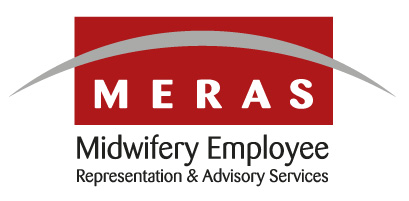 MERAS
Midwifery Employee
Representation & Advisory Services